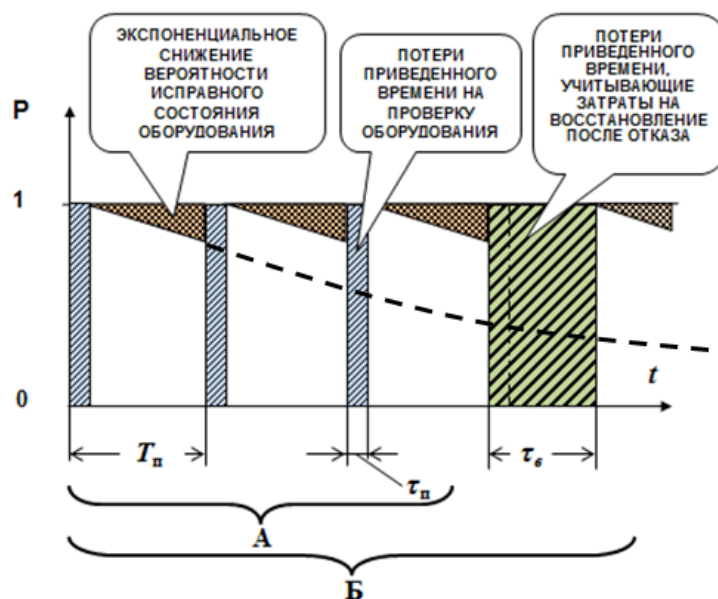 ЭКСПОНЕНЦИАЛЬНОЕ
СНИЖЕНИЕ
ВЕРОЯТНОСТИ
ИСПРАВНОГО
СОСТОЯНИЯ
ОБОРУДОВАНИЯ
ПОТЕРИ
ПРИВЕДЕННОГО
ВРЕМЕНИ НА
ПРОВЕРКУ
ОБОРУДОВАНИЯ
ПОТЕРИ
ПРИВЕДЕННОГО
ВРЕМЕНИ,
УЧИТЫВАЮЩИЕ
ЗАТРАТЫ НА
ВОССТАНОВЛЕНИЕ
ПОСЛЕ ОТКАЗА
P
1
0
t
Tп
τп
τв
А
Б